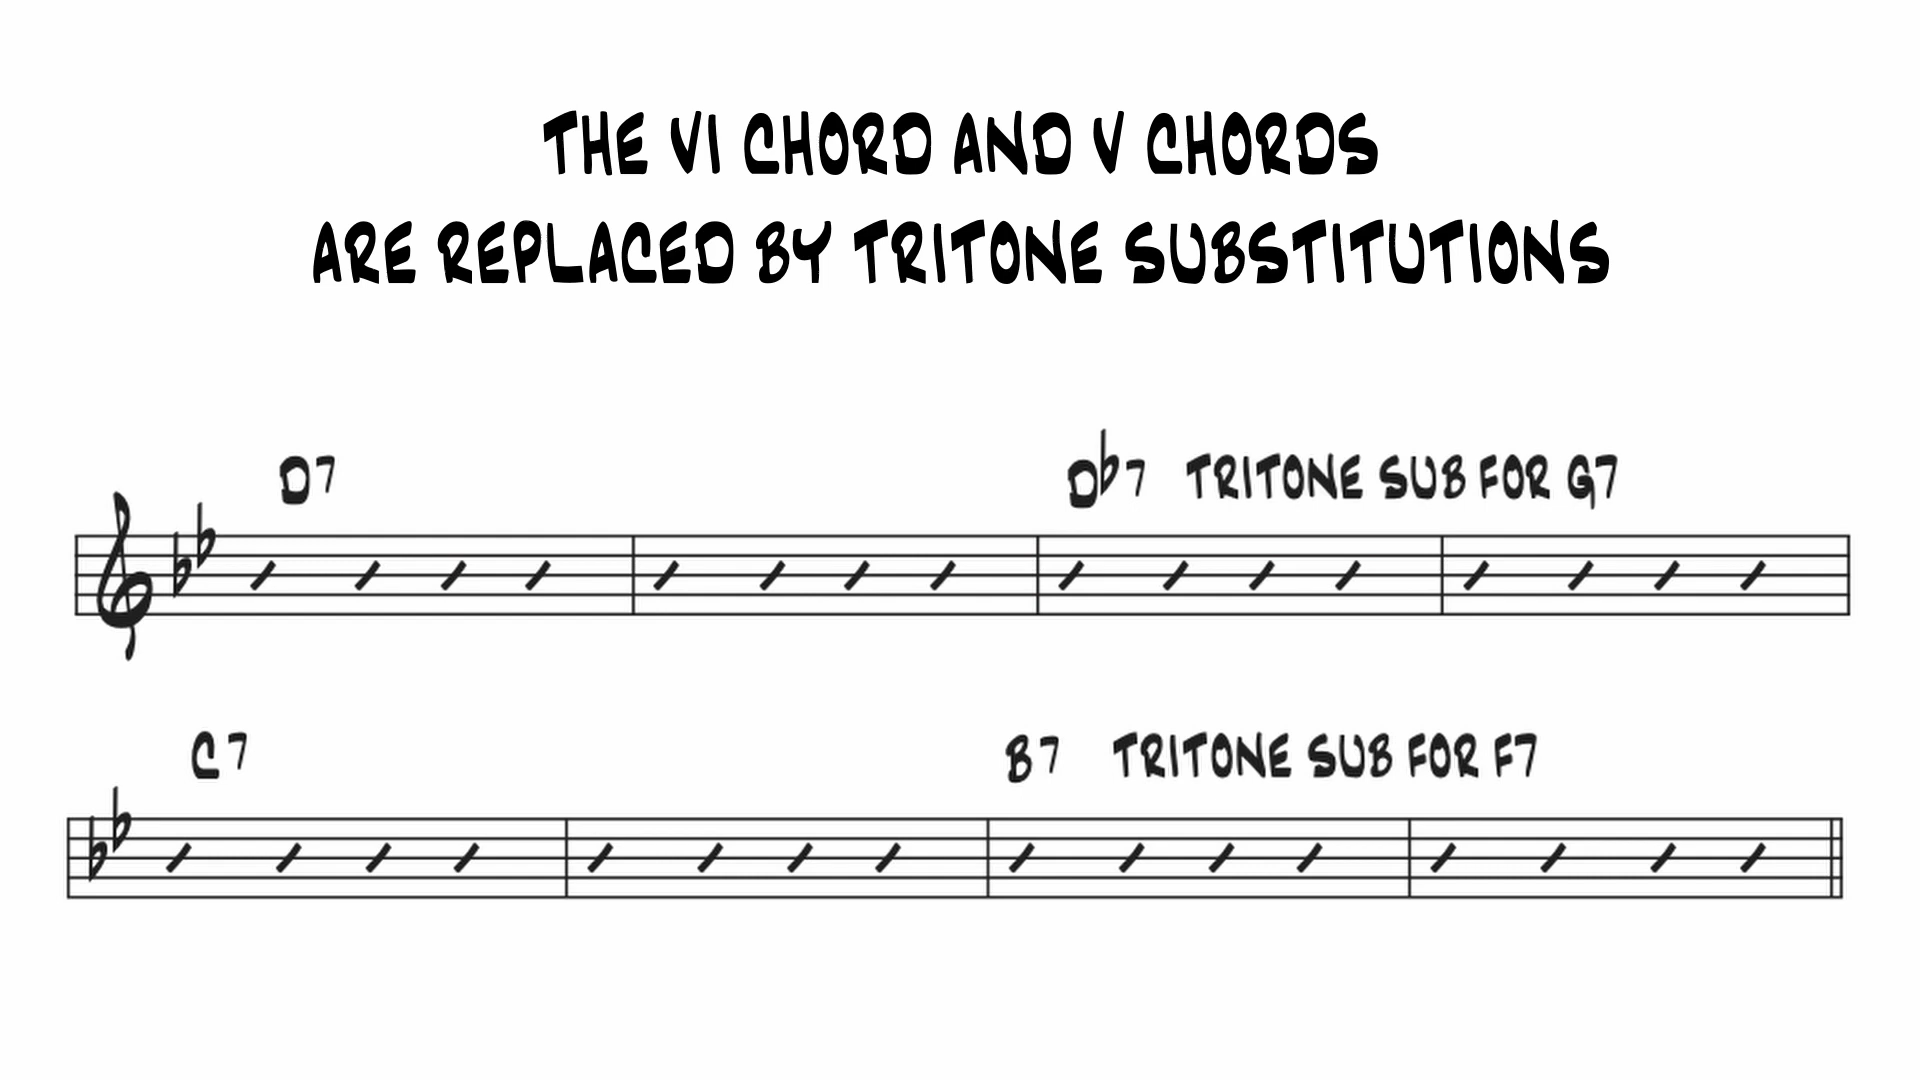 THE VI CHORD AND V CHORDS
ARE REPLACED BY TRITONE SUBSTITUTIONS
D7 D♭7 TRITONE SUB FOR G7
C7 B7 TRITONE SUB FOR F7